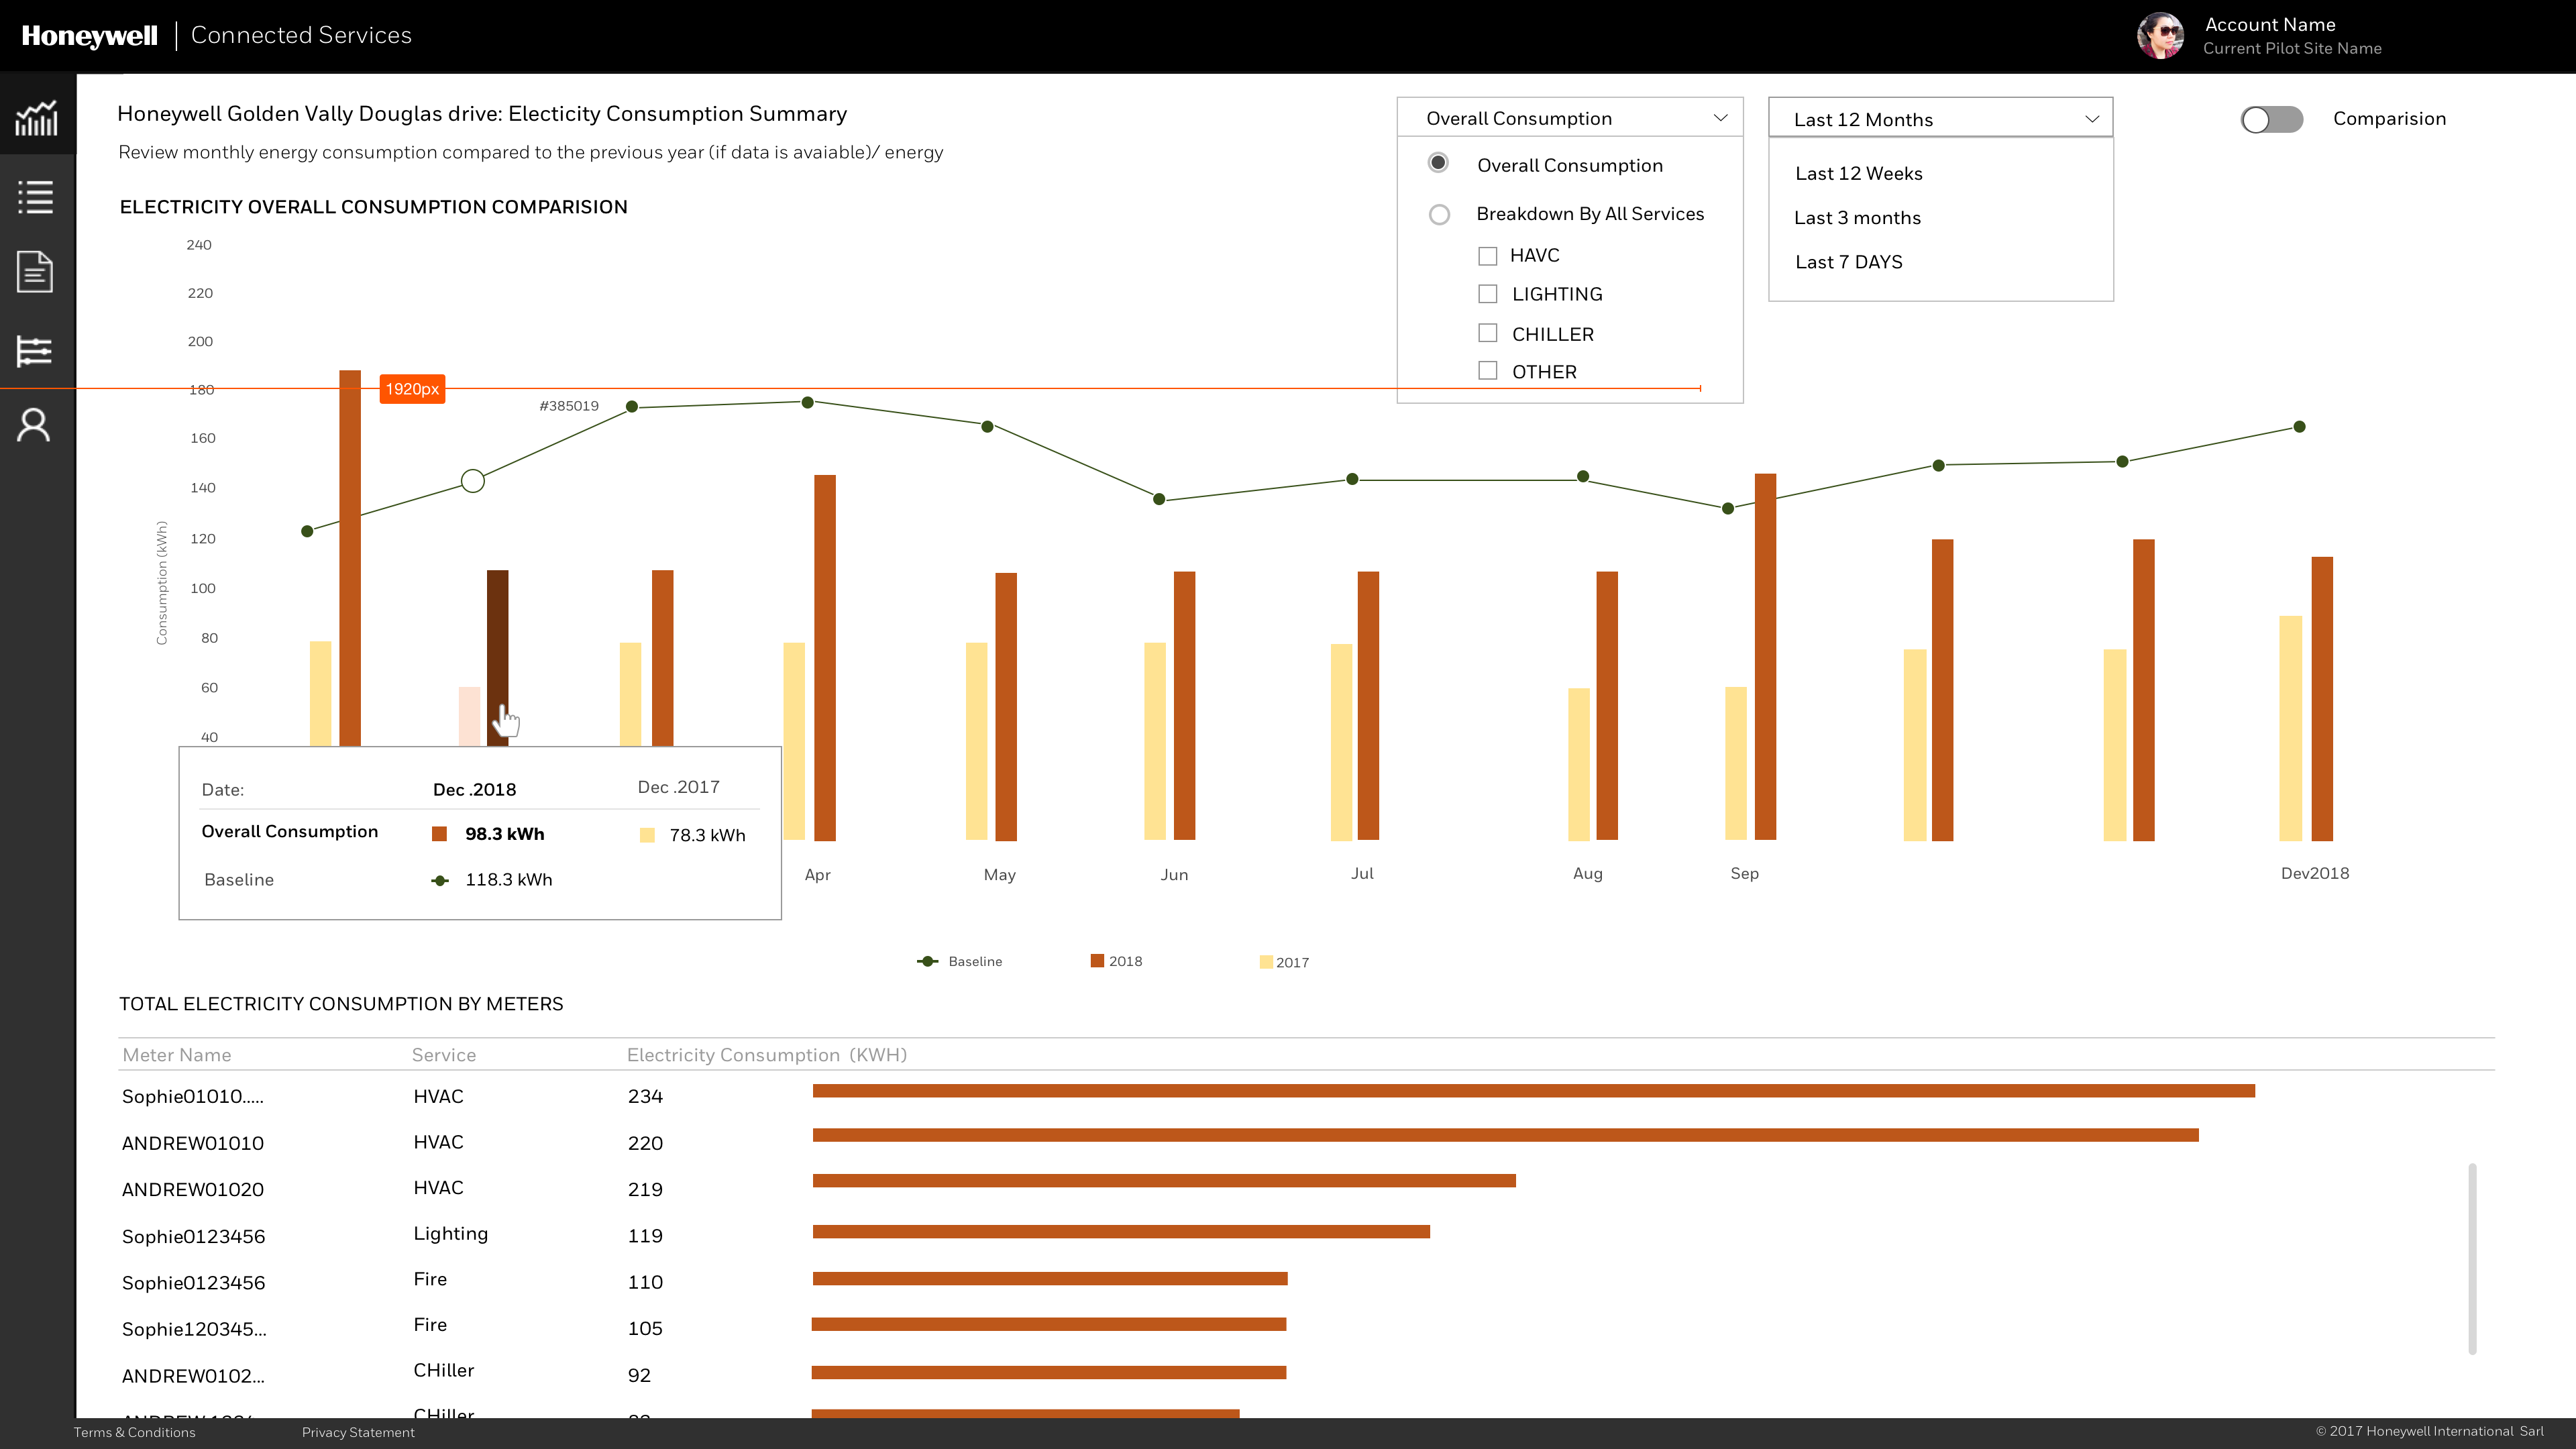 Honeywell | Connected Services
Account Name
Current Pilot Site Name
Honeywell Golden Vally Douglas drive: Electicity Consumption Summary
Review monthly energy consumption compared to the previous year (if data is avaiable)/ energy
Overall Consumption
Overall Consumption
Breakdown By All Services
HAVC
LIGHTING
CHILLER
OTHER
Last 12 Months
Last 12 Weeks
Last 3 months
Last 7 DAYS
Comparision
ELECTRICITY OVERALL CONSUMPTION COMPARISION
240
220
200
180
160
140
120
100
80
60
40
Consumption (kWh)
1920px
#385019
Date: Dec .2018 Dec .2017
Overall Consumption 98.3 kWh 78.3 kWh
Baseline 118.3 kWh
Apr May Jun Jul Aug Sep Dev2018
Baseline 2018 2017
TOTAL ELECTRICITY CONSUMPTION BY METERS
Meter Name Service Electricity Consumption (KWH)
Sophie01010..... HVAC 234
ANDREW01010 HVAC 220
ANDREW01020 HVAC 219
Sophie0123456 Lighting 119
Sophie0123456 Fire 110
Sophie120345... Fire 105
ANDREW0102... CHiller 92
CHiller
Terms & Conditions Privacy Statement © 2017 Honeywell International Sarl